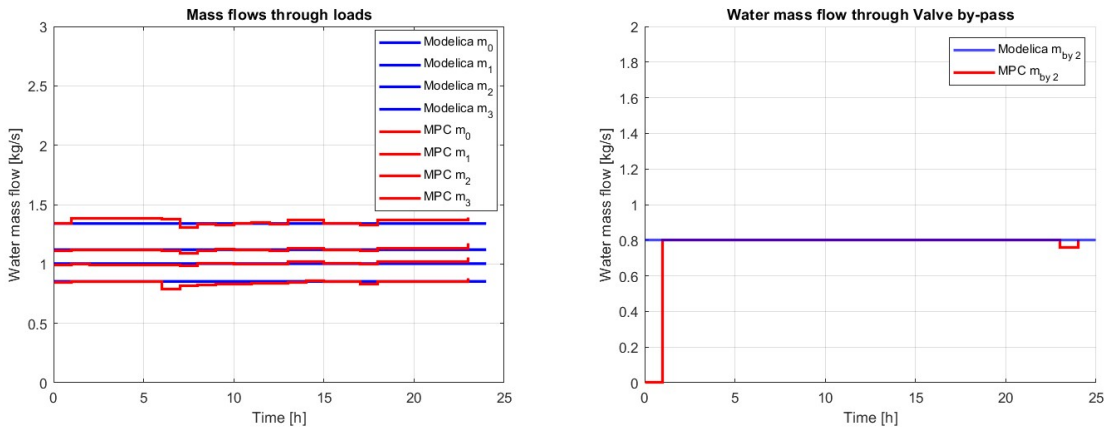 Mass flows through loads
Water mass flow [kg/s]
3
2.5
2
1.5
1
0.5
0
0
5
10
15
20
25
Time [h]
Modelica m0
Modelica m1
Modelica m2
Modelica m3
MPC m0
MPC m1
MPC m2
MPC m3
Water mass flow through Valve by-pass
Water mass flow [kg/s]
2
1.8
1.6
1.4
1.2
1
0.8
0.6
0.4
0.2
0
0
5
10
15
20
25
Time [h]
Modelica mby 2
MPC mby 2